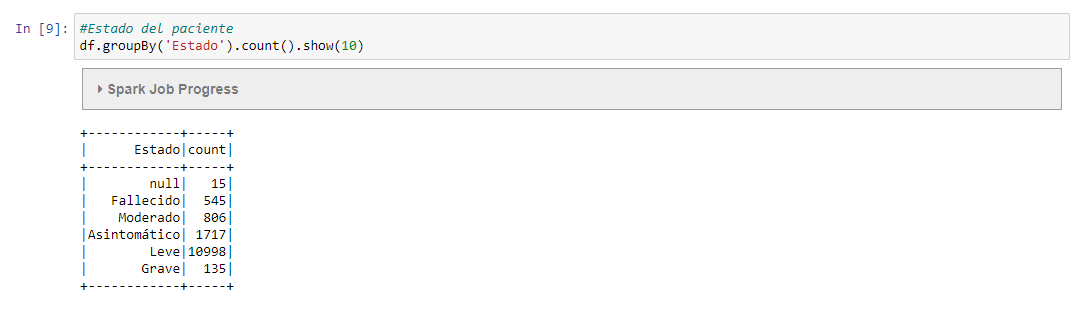 In [9]: #Estado del paciente
df.groupBy('Estado').count().show(10)
Spark Job Progress
+------------+-----+
|      Estado|count|
+------------+-----+
|        null|   15|
|   Fallecido|  545|
|    Moderado|  806|
|Asintomático| 1717|
|        Leve|10998|
|       Grave|  135|
+------------+-----+